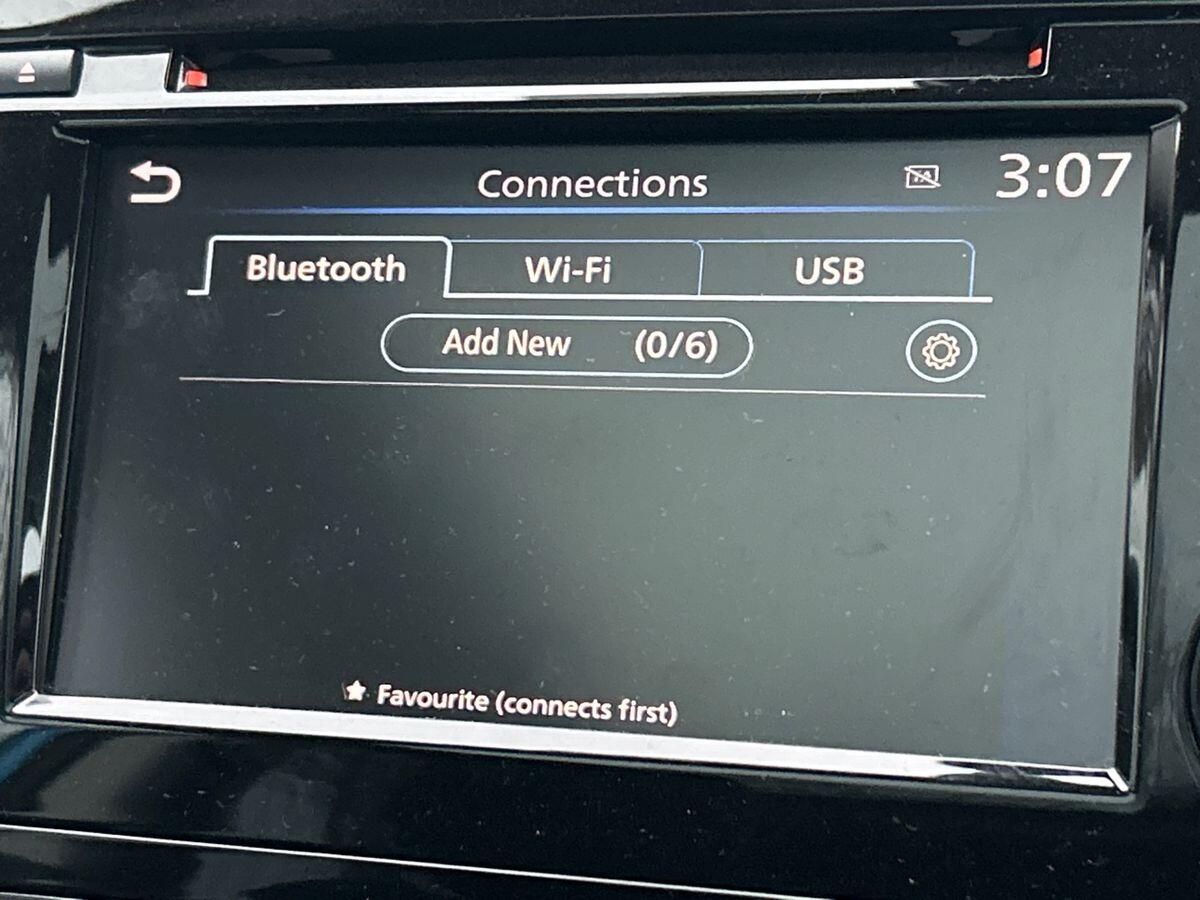 Connections
3:07
Bluetooth
Wi-Fi
USB
Add New (0/6)
Favourite (connects first)